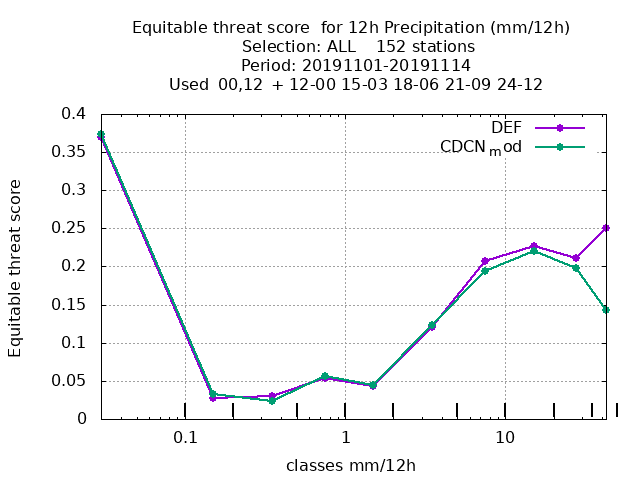 Equitable threat score  for 12h Precipitation (mm/12h)
Selection: ALL    152 stations
Period: 20191101-20191114
Used  00,12  + 12-00 15-03 18-06 21-09 24-12
DEF
CDCNmod
0.4
0.35
0.3
0.25
0.2
0.15
0.1
0.05
0
Equitable threat score
0.1 1 10
classes mm/12h